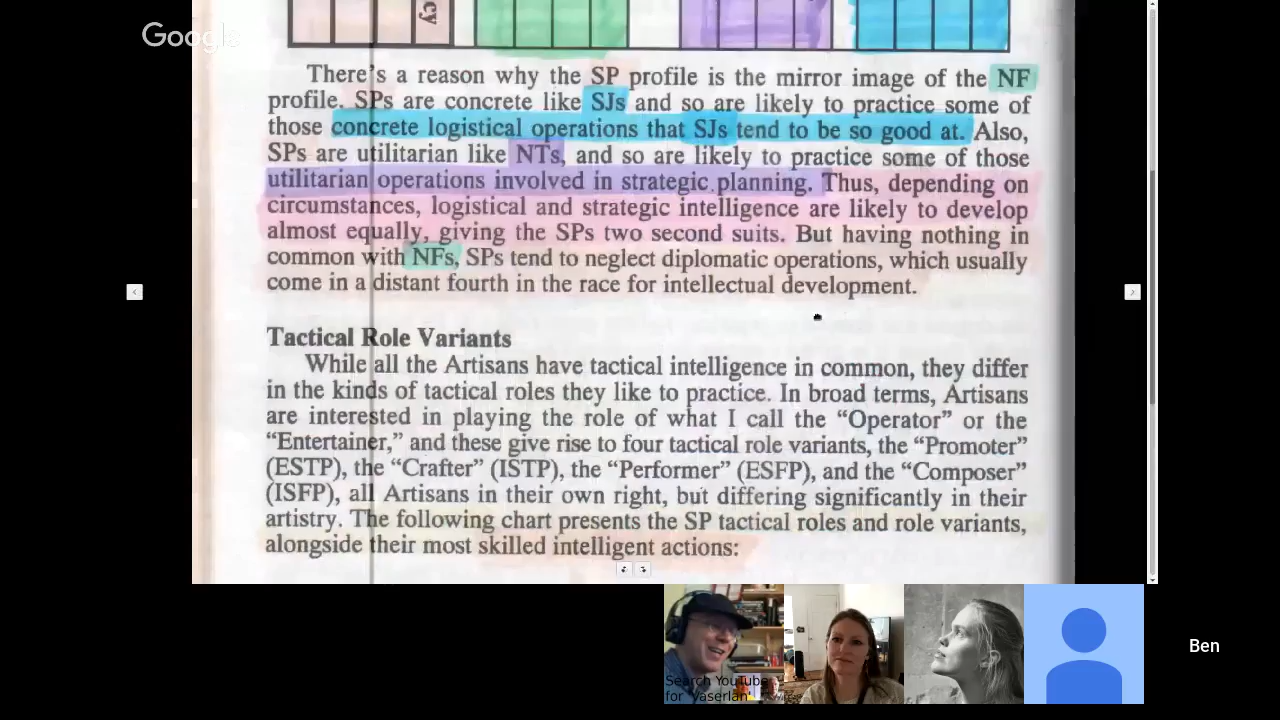 Google
cy
There's a reason why the SP profile is the mirror image of the NF
profile. SPs are concrete like SJs and so are likely to practice some of
those concrete logistical operations that SJs tend to be so good at. Also,
SPs are utilitarian like NTs, and so are likely to practice some of those
utilitarian operations involved in strategic planning. Thus, depending on
circumstances, logistical and strategic intelligence are likely to develop
almost equally, giving the SPs two second suits. But having nothing in
common with NFs, SPs tend to neglect diplomatic operations, which usually
come in a distant fourth in the race for intellectual development.
Tactical Role Variants
While all the Artisans have tactical intelligence in common, they differ
in the kinds of tactical roles they like to practice. In broad terms, Artisans
are interested in playing the role of what I call the “Operator” or the
“Entertainer,” and these give rise to four tactical role variants, the “Promoter”
(ESTP), the “Crafter” (ISTP), the “Performer” (ESFP), and the “Composer”
(ISFP), all Artisans in their own right, but differing significantly in their
artistry. The following chart presents the SP tactical roles and role variants,
alongside their most skilled intelligent actions:
Search YouTube
for 'Vaserlan'
Ben